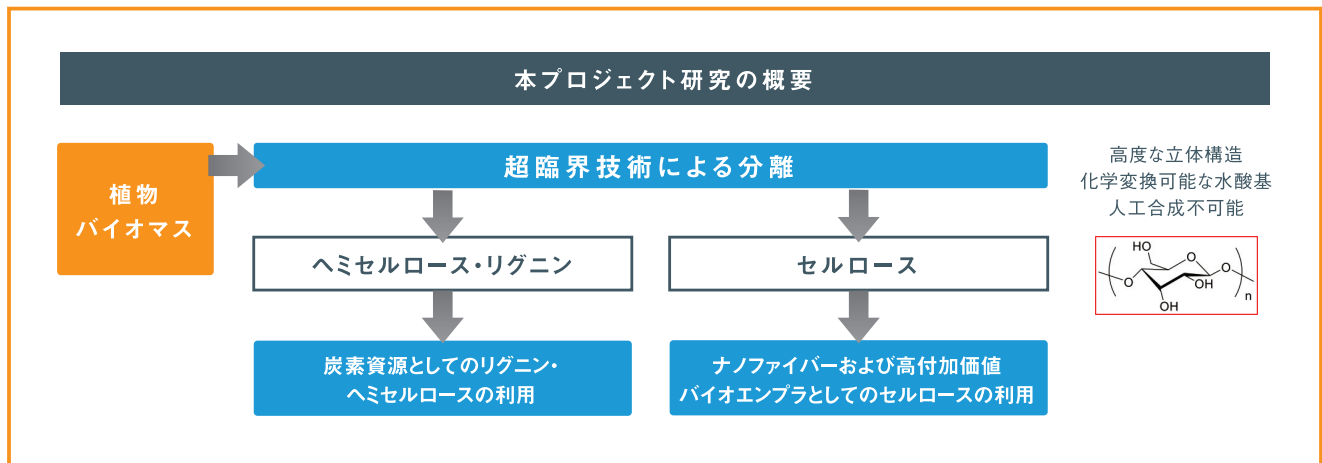 本プロジェクト研究の概要
植物
バイオマス
超臨界技術による分離
高度な立体構造
化学変換可能な水酸基
人工合成不可能
ヘミセルロース・リグニン
セルロース
HO
O
O
O
OH
OH
n
炭素資源としてのリグニン・
ヘミセルロースの利用
ナノファイバーおよび高付加価値
バイオエンプラとしてのセルロースの利用